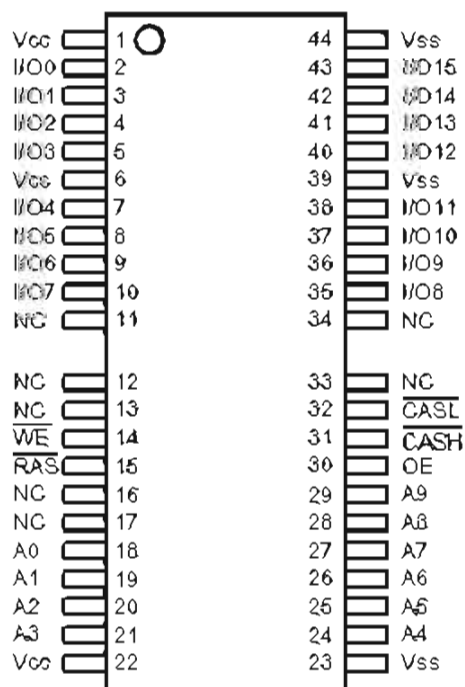 Vcc 1 44 Vss
I/O0 2 43 I/O15
I/O1 3 42 I/O14
I/O2 4 41 I/O13
I/O3 5 40 I/O12
Vcc 6 39 Vss
I/O4 7 38 I/O11
I/O5 8 37 I/O10
I/O6 9 36 I/O9
I/O7 10 35 I/O8
NC 11 34 NC
NC 12 33 NC
NC 13 32 CASL
WE 14 31 CASH
RAS 15 30 OE
NC 16 29 A9
NC 17 28 A8
A0 18 27 A7
A1 19 26 A6
A2 20 25 A5
A3 21 24 A4
Vcc 22 23 Vss